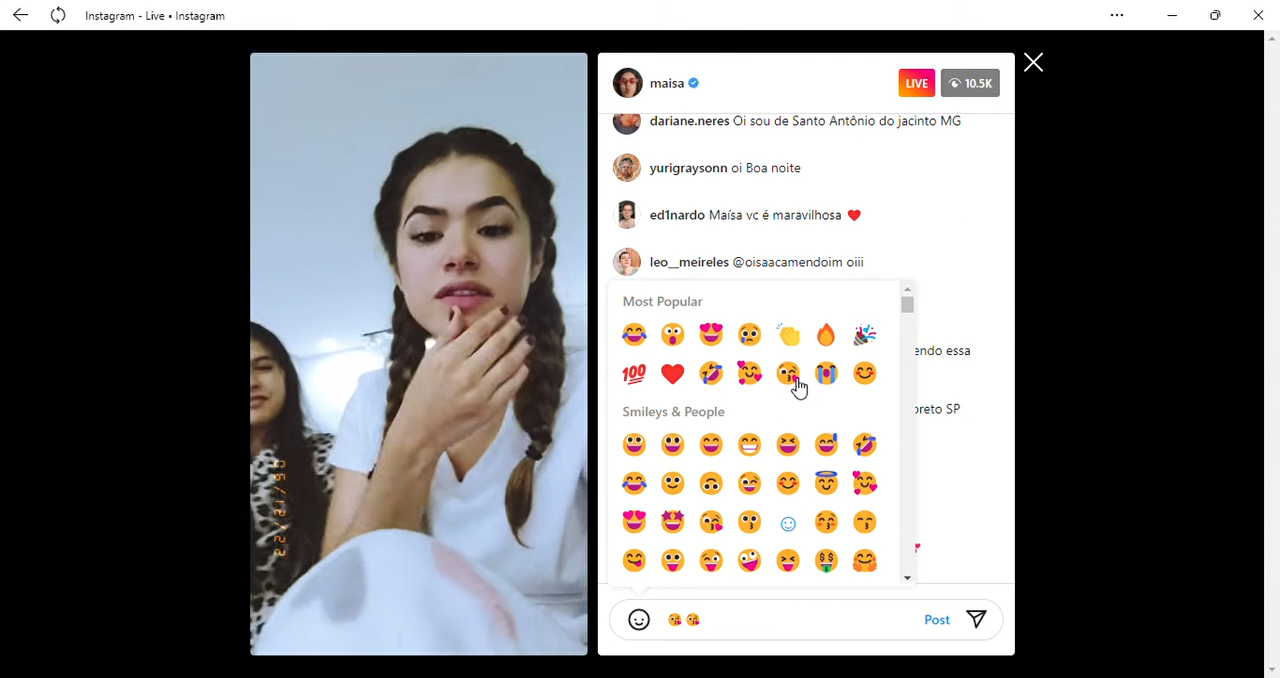 Instagram - Live • Instagram
maisa
LIVE
10.5K
dariane.neres Oi sou de Santo Antônio do jacinto MG
yurigraysonn oi Boa noite
ed1nardo Maísa vc é maravilhosa ❤️
leo__meireles @oisaacamendoim oiii
Most Popular
😂 😮 😍 😢 👏 🔥 🎉
endo essa
💯 ❤️ 🤣 🥰 😘 😭 😊
Smileys & People
preto SP
😀 😃 😄 😁 😆 😅 🤣
😂 🙂 🙃 😉 😊 😇 🥰
😍 🤩 😘 😗 ☺ 😚 😙
😋 😛 😜 🤪 😝 🤑 🤗
😘😘
Post